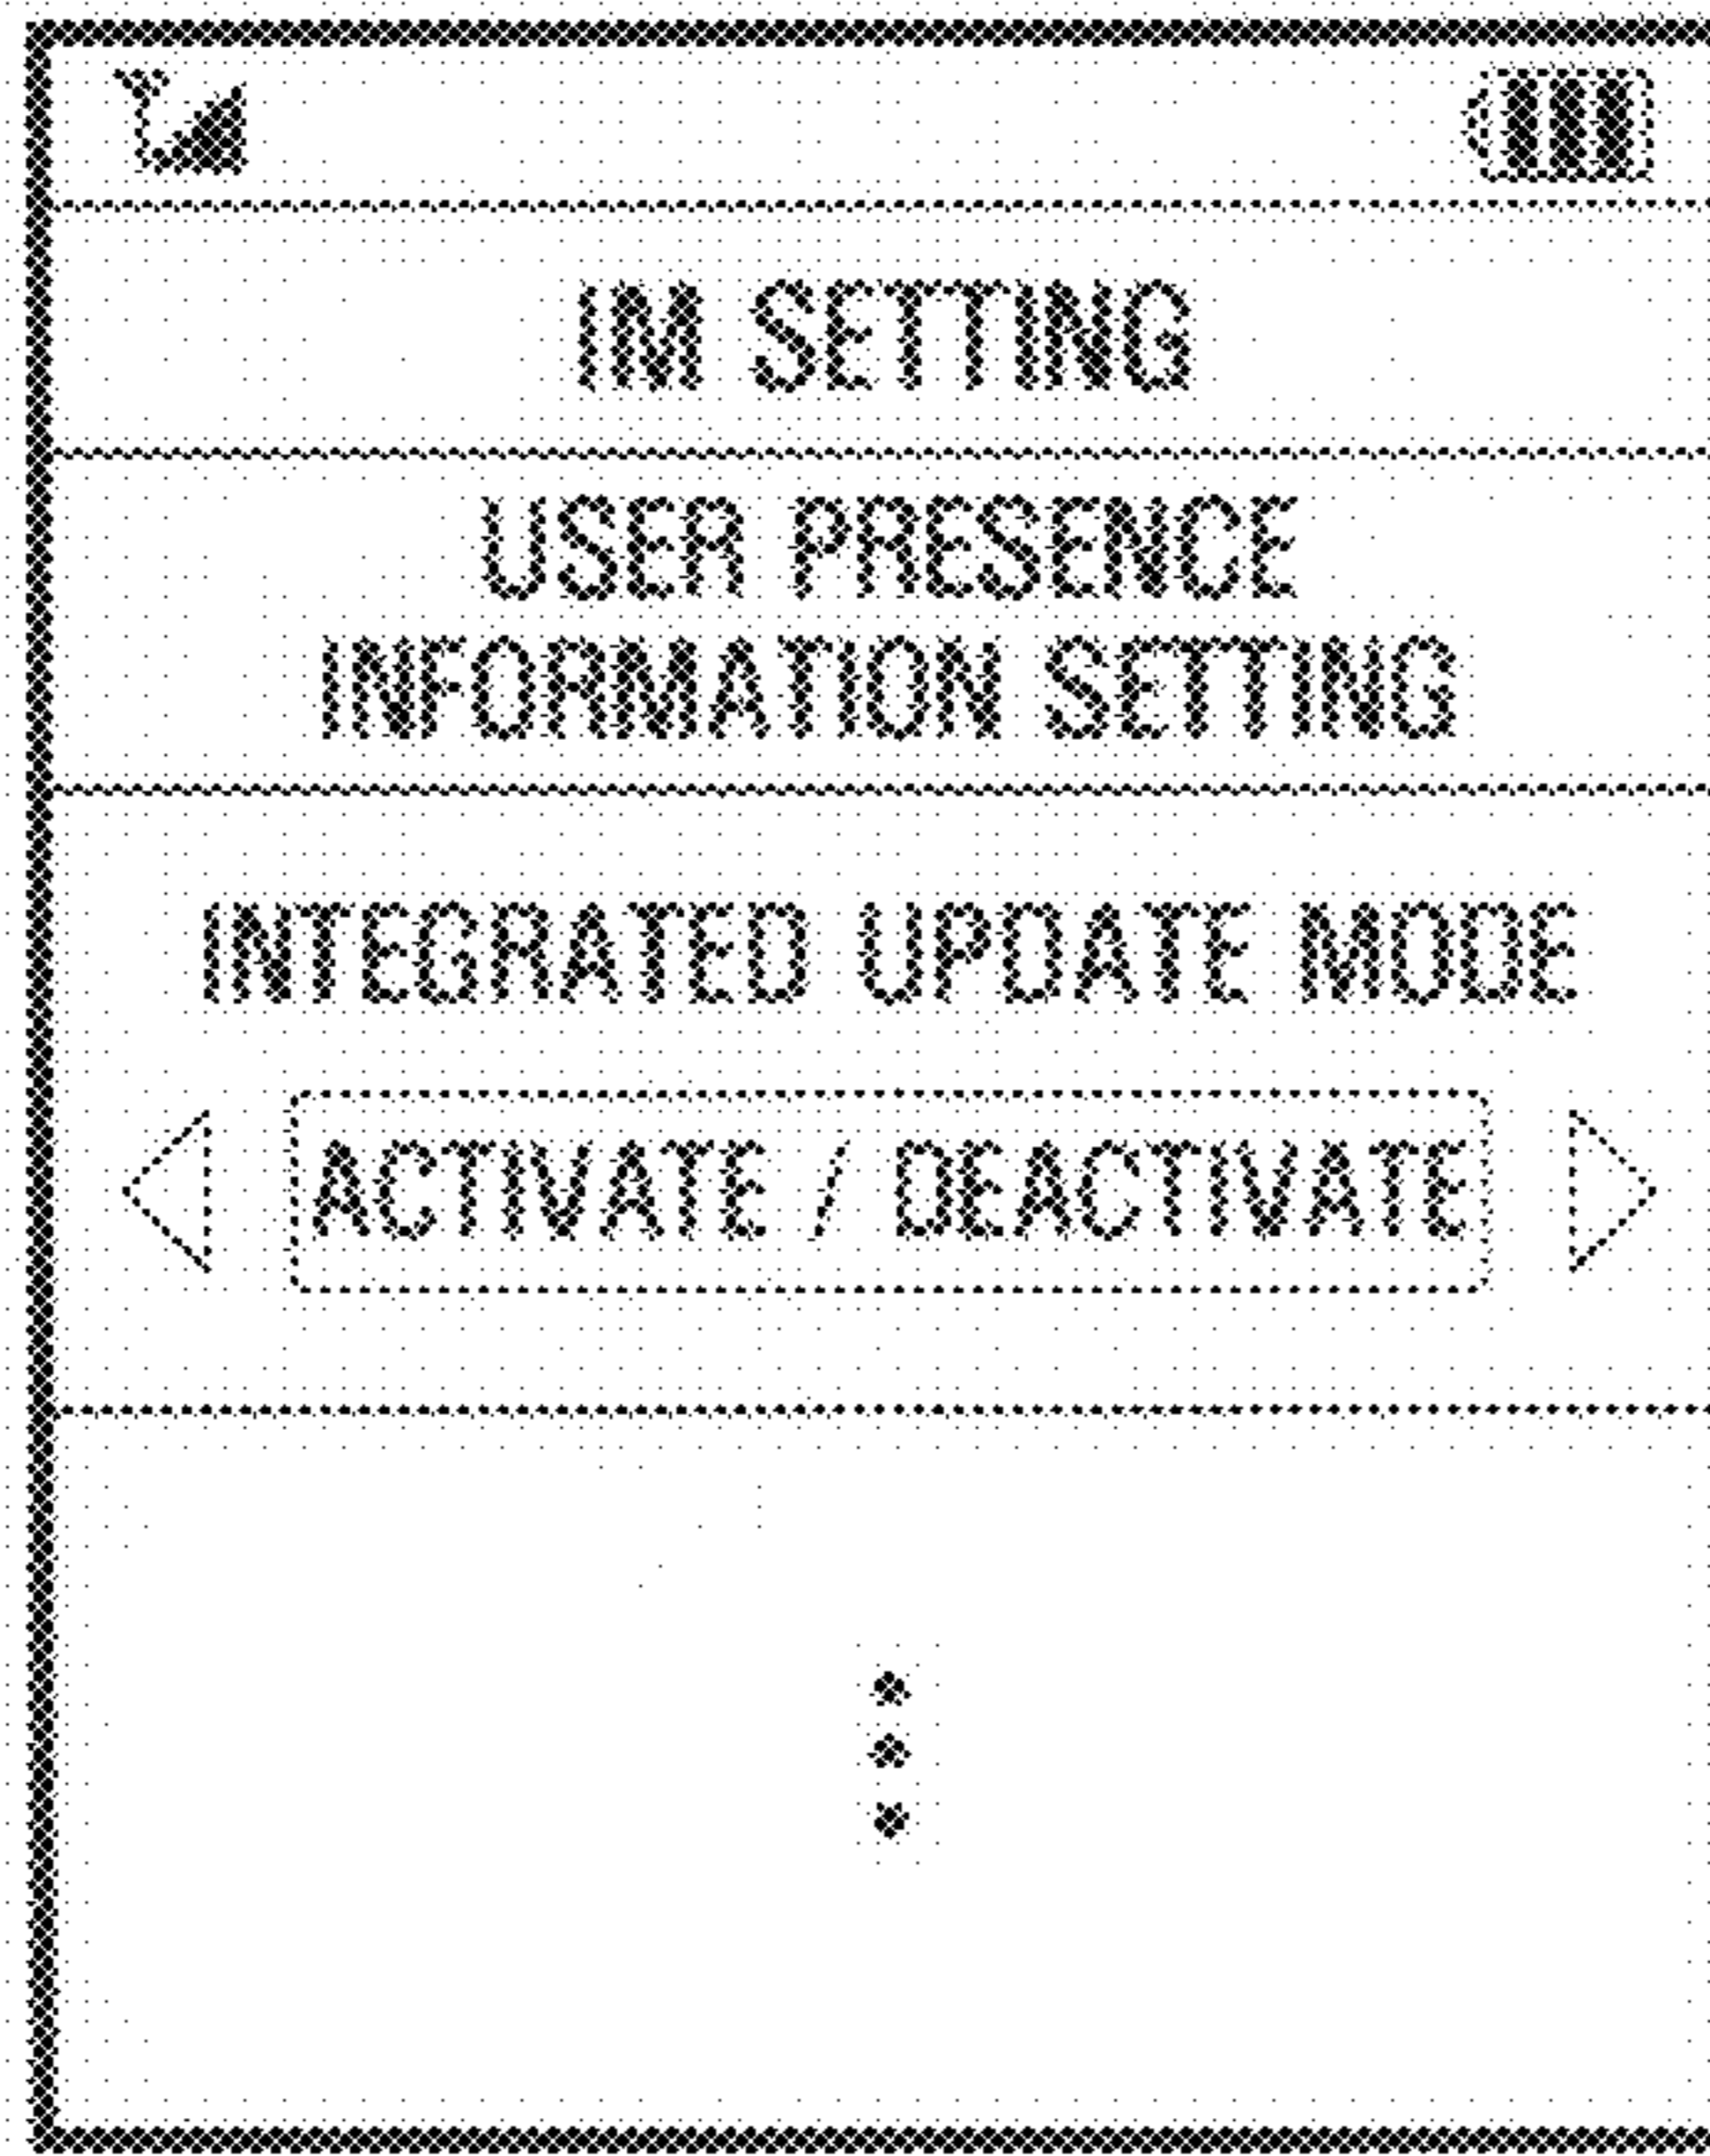 IM SETTING
USER PRESENCE
INFORMATION SETTING
INTEGRATED UPDATE MODE
ACTIVATE / DEACTIVATE